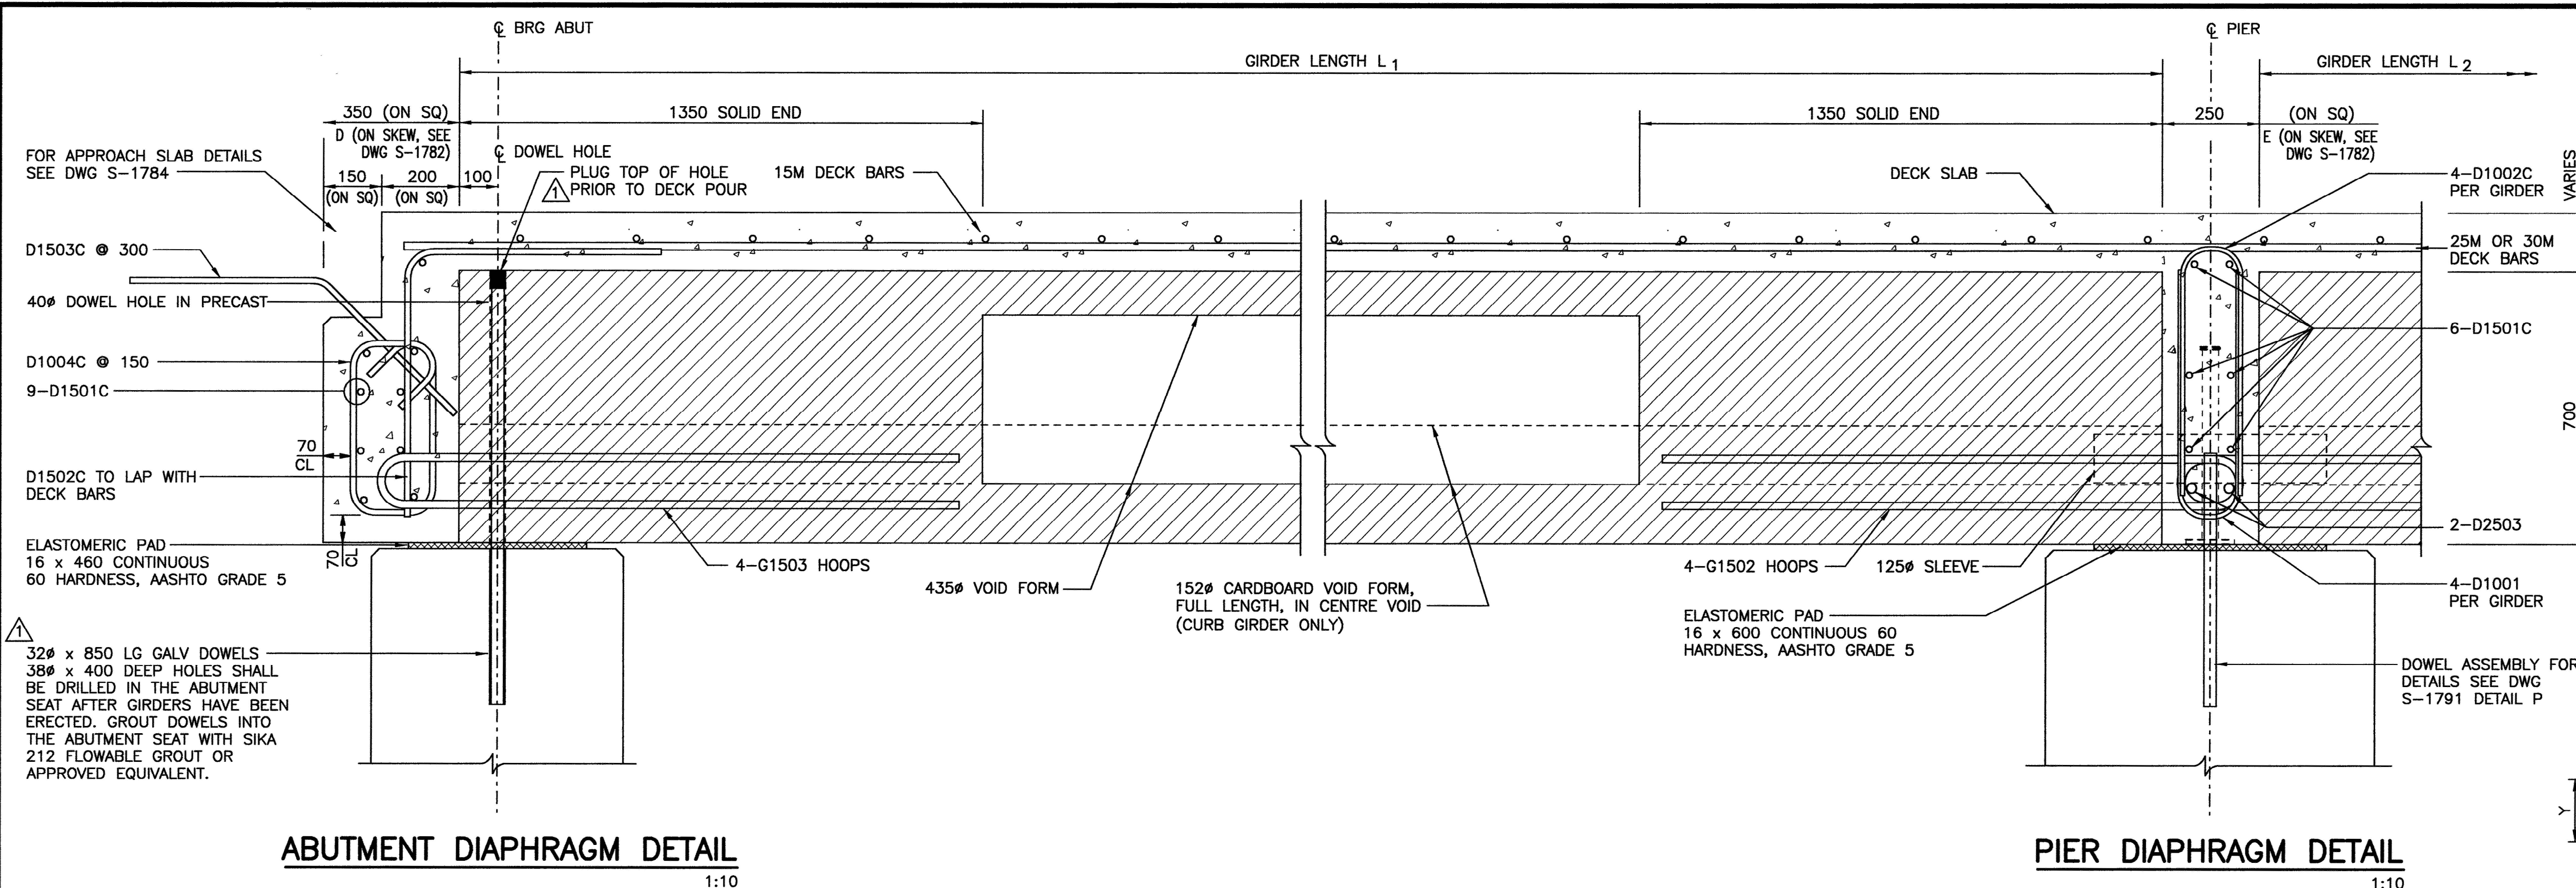 ℄ BRG ABUT
℄ PIER
GIRDER LENGTH L1
GIRDER LENGTH L2
350 (ON SQ)
D (ON SKEW, SEE
DWG S-1782)
1350 SOLID END
1350 SOLID END
250 (ON SQ)
E (ON SKEW, SEE
DWG S-1782)
FOR APPROACH SLAB DETAILS
SEE DWG S-1784
150
(ON SQ)
200
(ON SQ)
100
℄ DOWEL HOLE
PLUG TOP OF HOLE
PRIOR TO DECK POUR
1
15M DECK BARS
DECK SLAB
4-D1002C
PER GIRDER
VARIES
D1503C @ 300
25M OR 30M
DECK BARS
40ø DOWEL HOLE IN PRECAST
6-D1501C
D1004C @ 150
9-D1501C
700
70
CL
D1502C TO LAP WITH
DECK BARS
2-D2503
ELASTOMERIC PAD
16 x 460 CONTINUOUS
60 HARDNESS, AASHTO GRADE 5
70
CL
4-G1503 HOOPS
435ø VOID FORM
152ø CARDBOARD VOID FORM,
FULL LENGTH, IN CENTRE VOID
(CURB GIRDER ONLY)
4-G1502 HOOPS
125ø SLEEVE
4-D1001
PER GIRDER
ELASTOMERIC PAD
16 x 600 CONTINUOUS 60
HARDNESS, AASHTO GRADE 5
1
32ø x 850 LG GALV DOWELS
38ø x 400 DEEP HOLES SHALL
BE DRILLED IN THE ABUTMENT
SEAT AFTER GIRDERS HAVE BEEN
ERECTED. GROUT DOWELS INTO
THE ABUTMENT SEAT WITH SIKA
212 FLOWABLE GROUT OR
APPROVED EQUIVALENT.
DOWEL ASSEMBLY FOR
DETAILS SEE DWG
S-1791 DETAIL P
Y
ABUTMENT DIAPHRAGM DETAIL
1:10
PIER DIAPHRAGM DETAIL
1:10